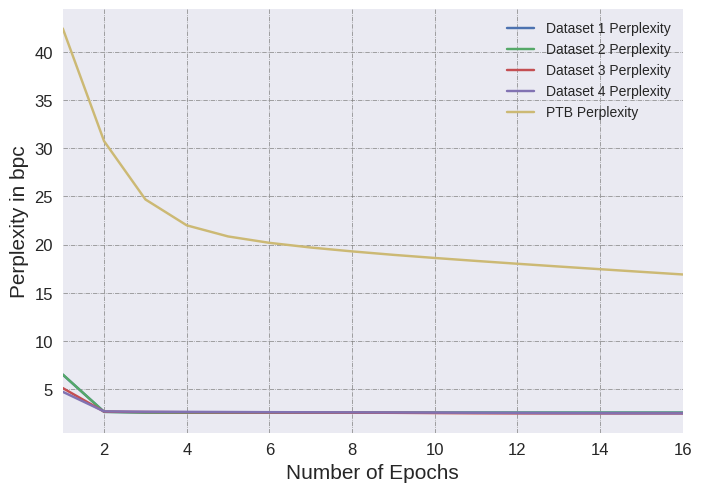 Dataset 1 Perplexity
Dataset 2 Perplexity
Dataset 3 Perplexity
Dataset 4 Perplexity
PTB Perplexity
Perplexity in bpc
40
35
30
25
20
15
10
5
2 4 6 8 10 12 14 16
Number of Epochs